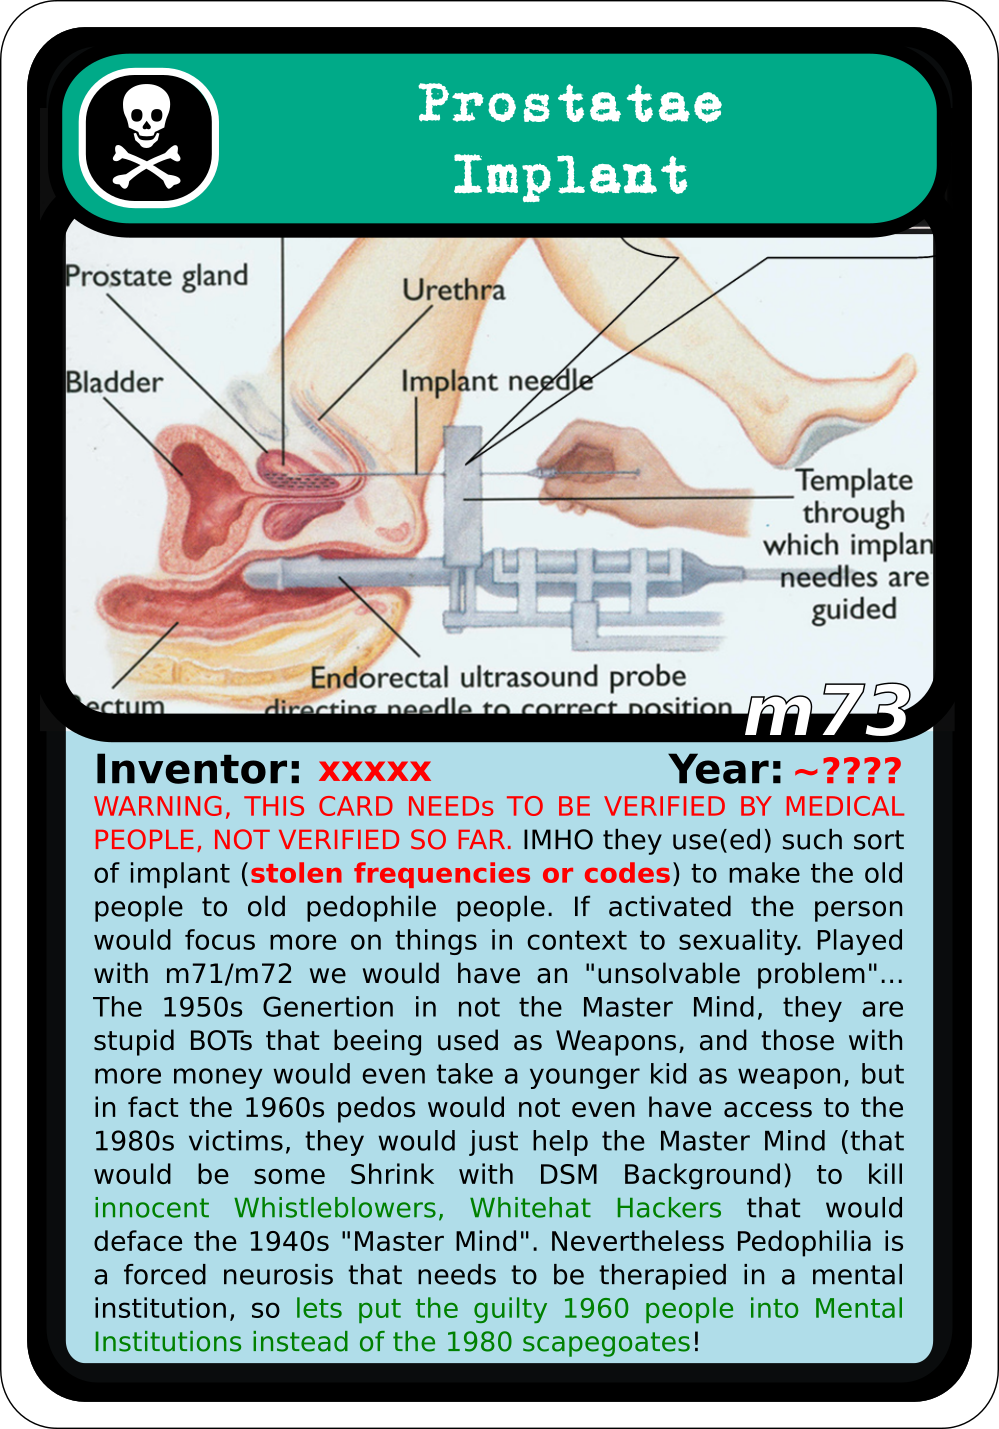 Prostatae
Implant
Prostate gland
Urethra
Bladder
Implant needle
Template
through
which implan
needles are
guided
Endorectal ultrasound probe
directing needle to correct position
ectum
m73
Inventor: xxxxx Year: ~????
WARNING, THIS CARD NEEDs TO BE VERIFIED BY MEDICAL
PEOPLE, NOT VERIFIED SO FAR. IMHO they use(ed) such sort
of implant (stolen frequencies or codes) to make the old
people to old pedophile people. If activated the person
would focus more on things in context to sexuality. Played
with m71/m72 we would have an "unsolvable problem"...
The 1950s Genertion in not the Master Mind, they are
stupid BOTs that beeing used as Weapons, and those with
more money would even take a younger kid as weapon, but
in fact the 1960s pedos would not even have access to the
1980s victims, they would just help the Master Mind (that
would be some Shrink with DSM Background) to kill
innocent Whistleblowers, Whitehat Hackers that would
deface the 1940s "Master Mind". Nevertheless Pedophilia is
a forced neurosis that needs to be therapied in a mental
institution, so lets put the guilty 1960 people into Mental
Institutions instead of the 1980 scapegoates!